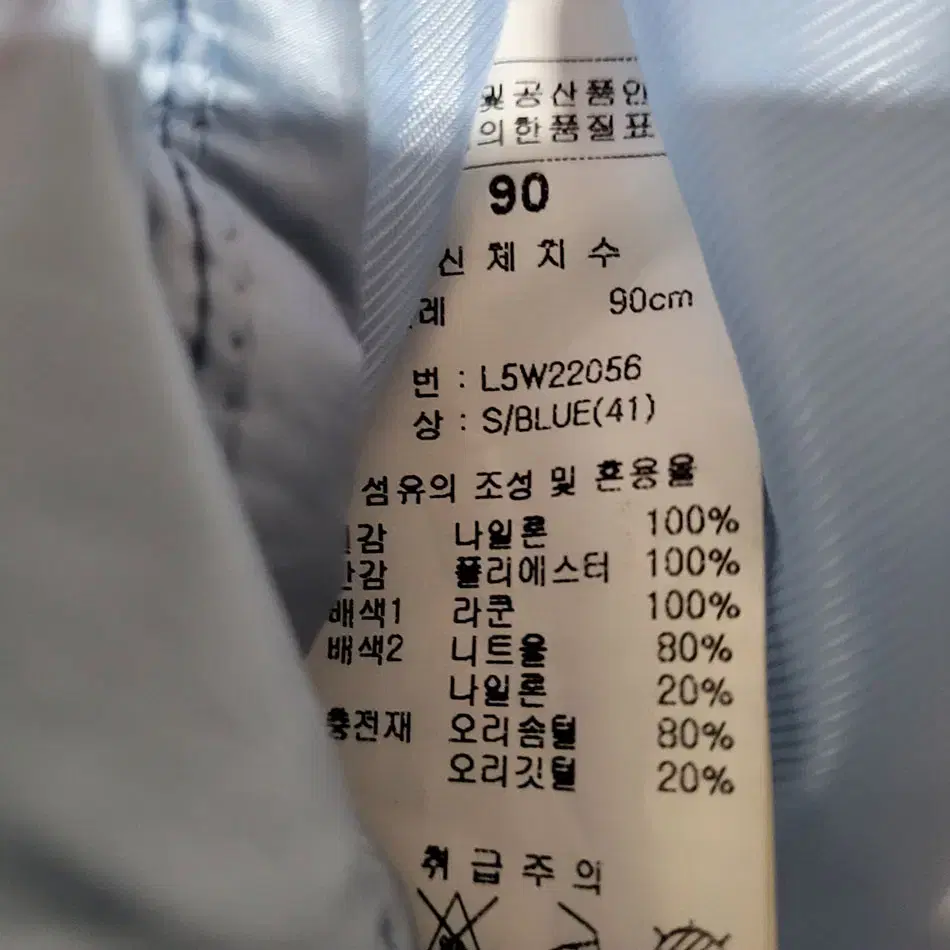 및공산품안
의한품질표
90
신체치수
레 90cm
번 : L5W22056
상 : S/BLUE(41)
섬유의 조성 및 혼용율
감 나일론 100%
감 폴리에스터 100%
배색1 라쿤 100%
배색2 니트울 80%
나일론 20%
충전재 오리솜털 80%
오리깃털 20%
취급주의